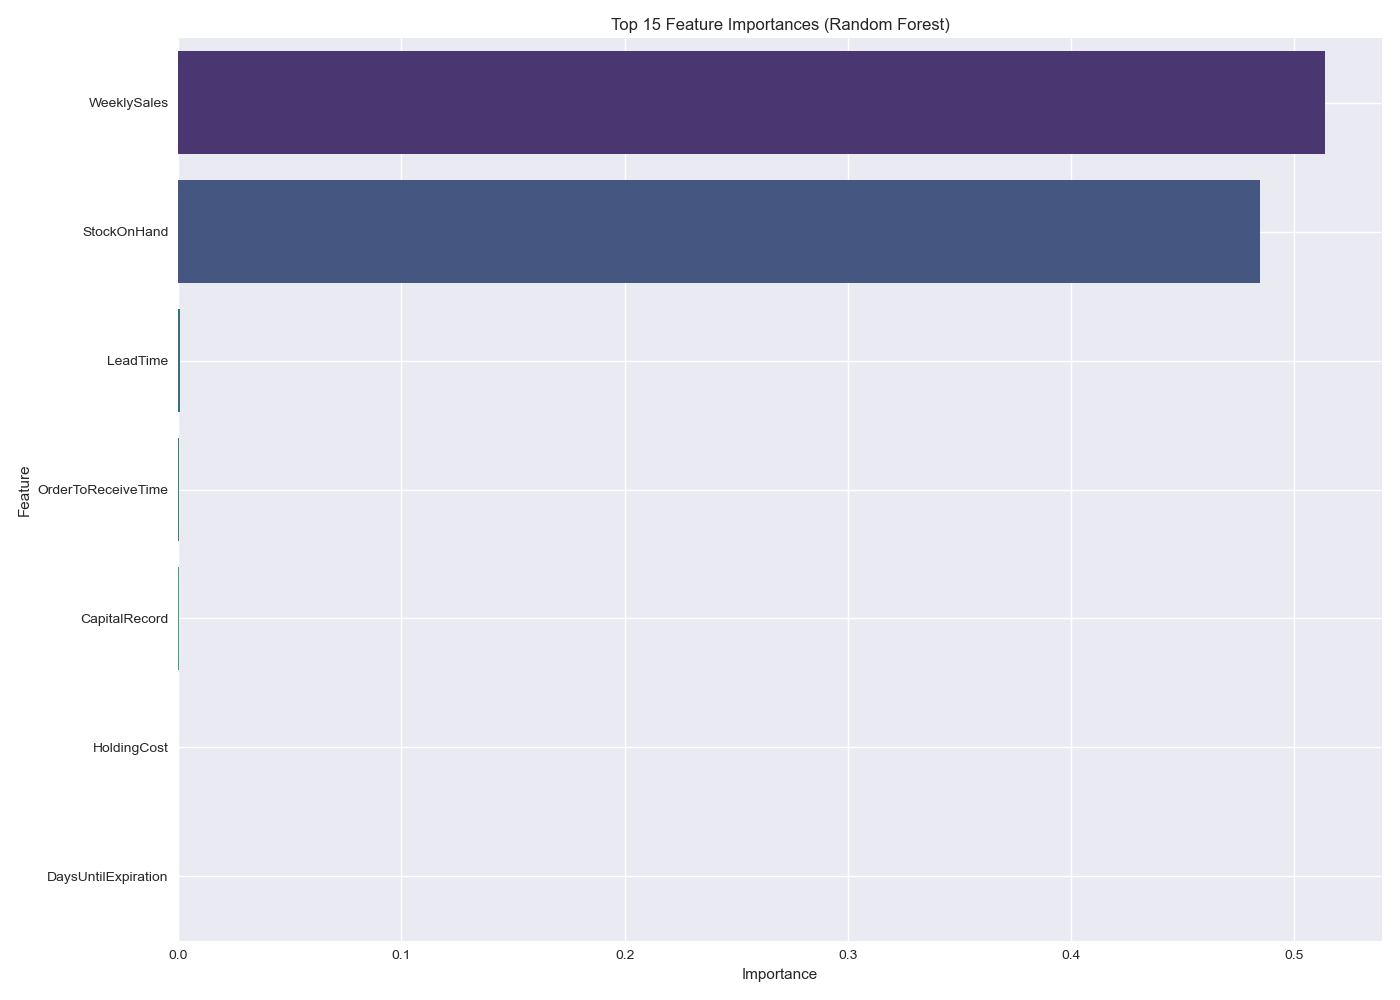 Top 15 Feature Importances (Random Forest)
WeeklySales
StockOnHand
LeadTime
OrderToReceiveTime
CapitalRecord
HoldingCost
DaysUntilExpiration
Feature
0.0 0.1 0.2 0.3 0.4 0.5
Importance